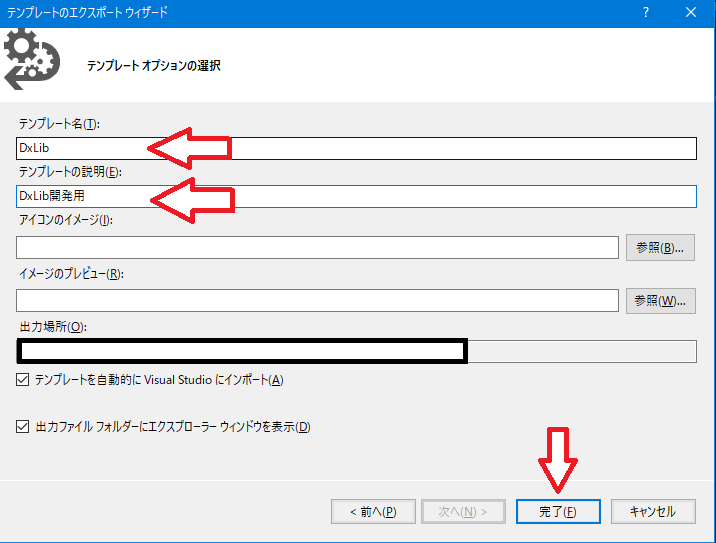 テンプレートのエクスポート ウィザード
?
テンプレート オプションの選択
テンプレート名(T):
DxLib
テンプレートの説明(E):
DxLib開発用
アイコンのイメージ(I):
参照(B)...
イメージのプレビュー(R):
参照(W)...
出力場所(O):
テンプレートを自動的に Visual Studio にインポート(A)
出力ファイル フォルダーにエクスプローラー ウィンドウを表示(D)
< 前へ(P)
次へ(N) >
完了(F)
キャンセル